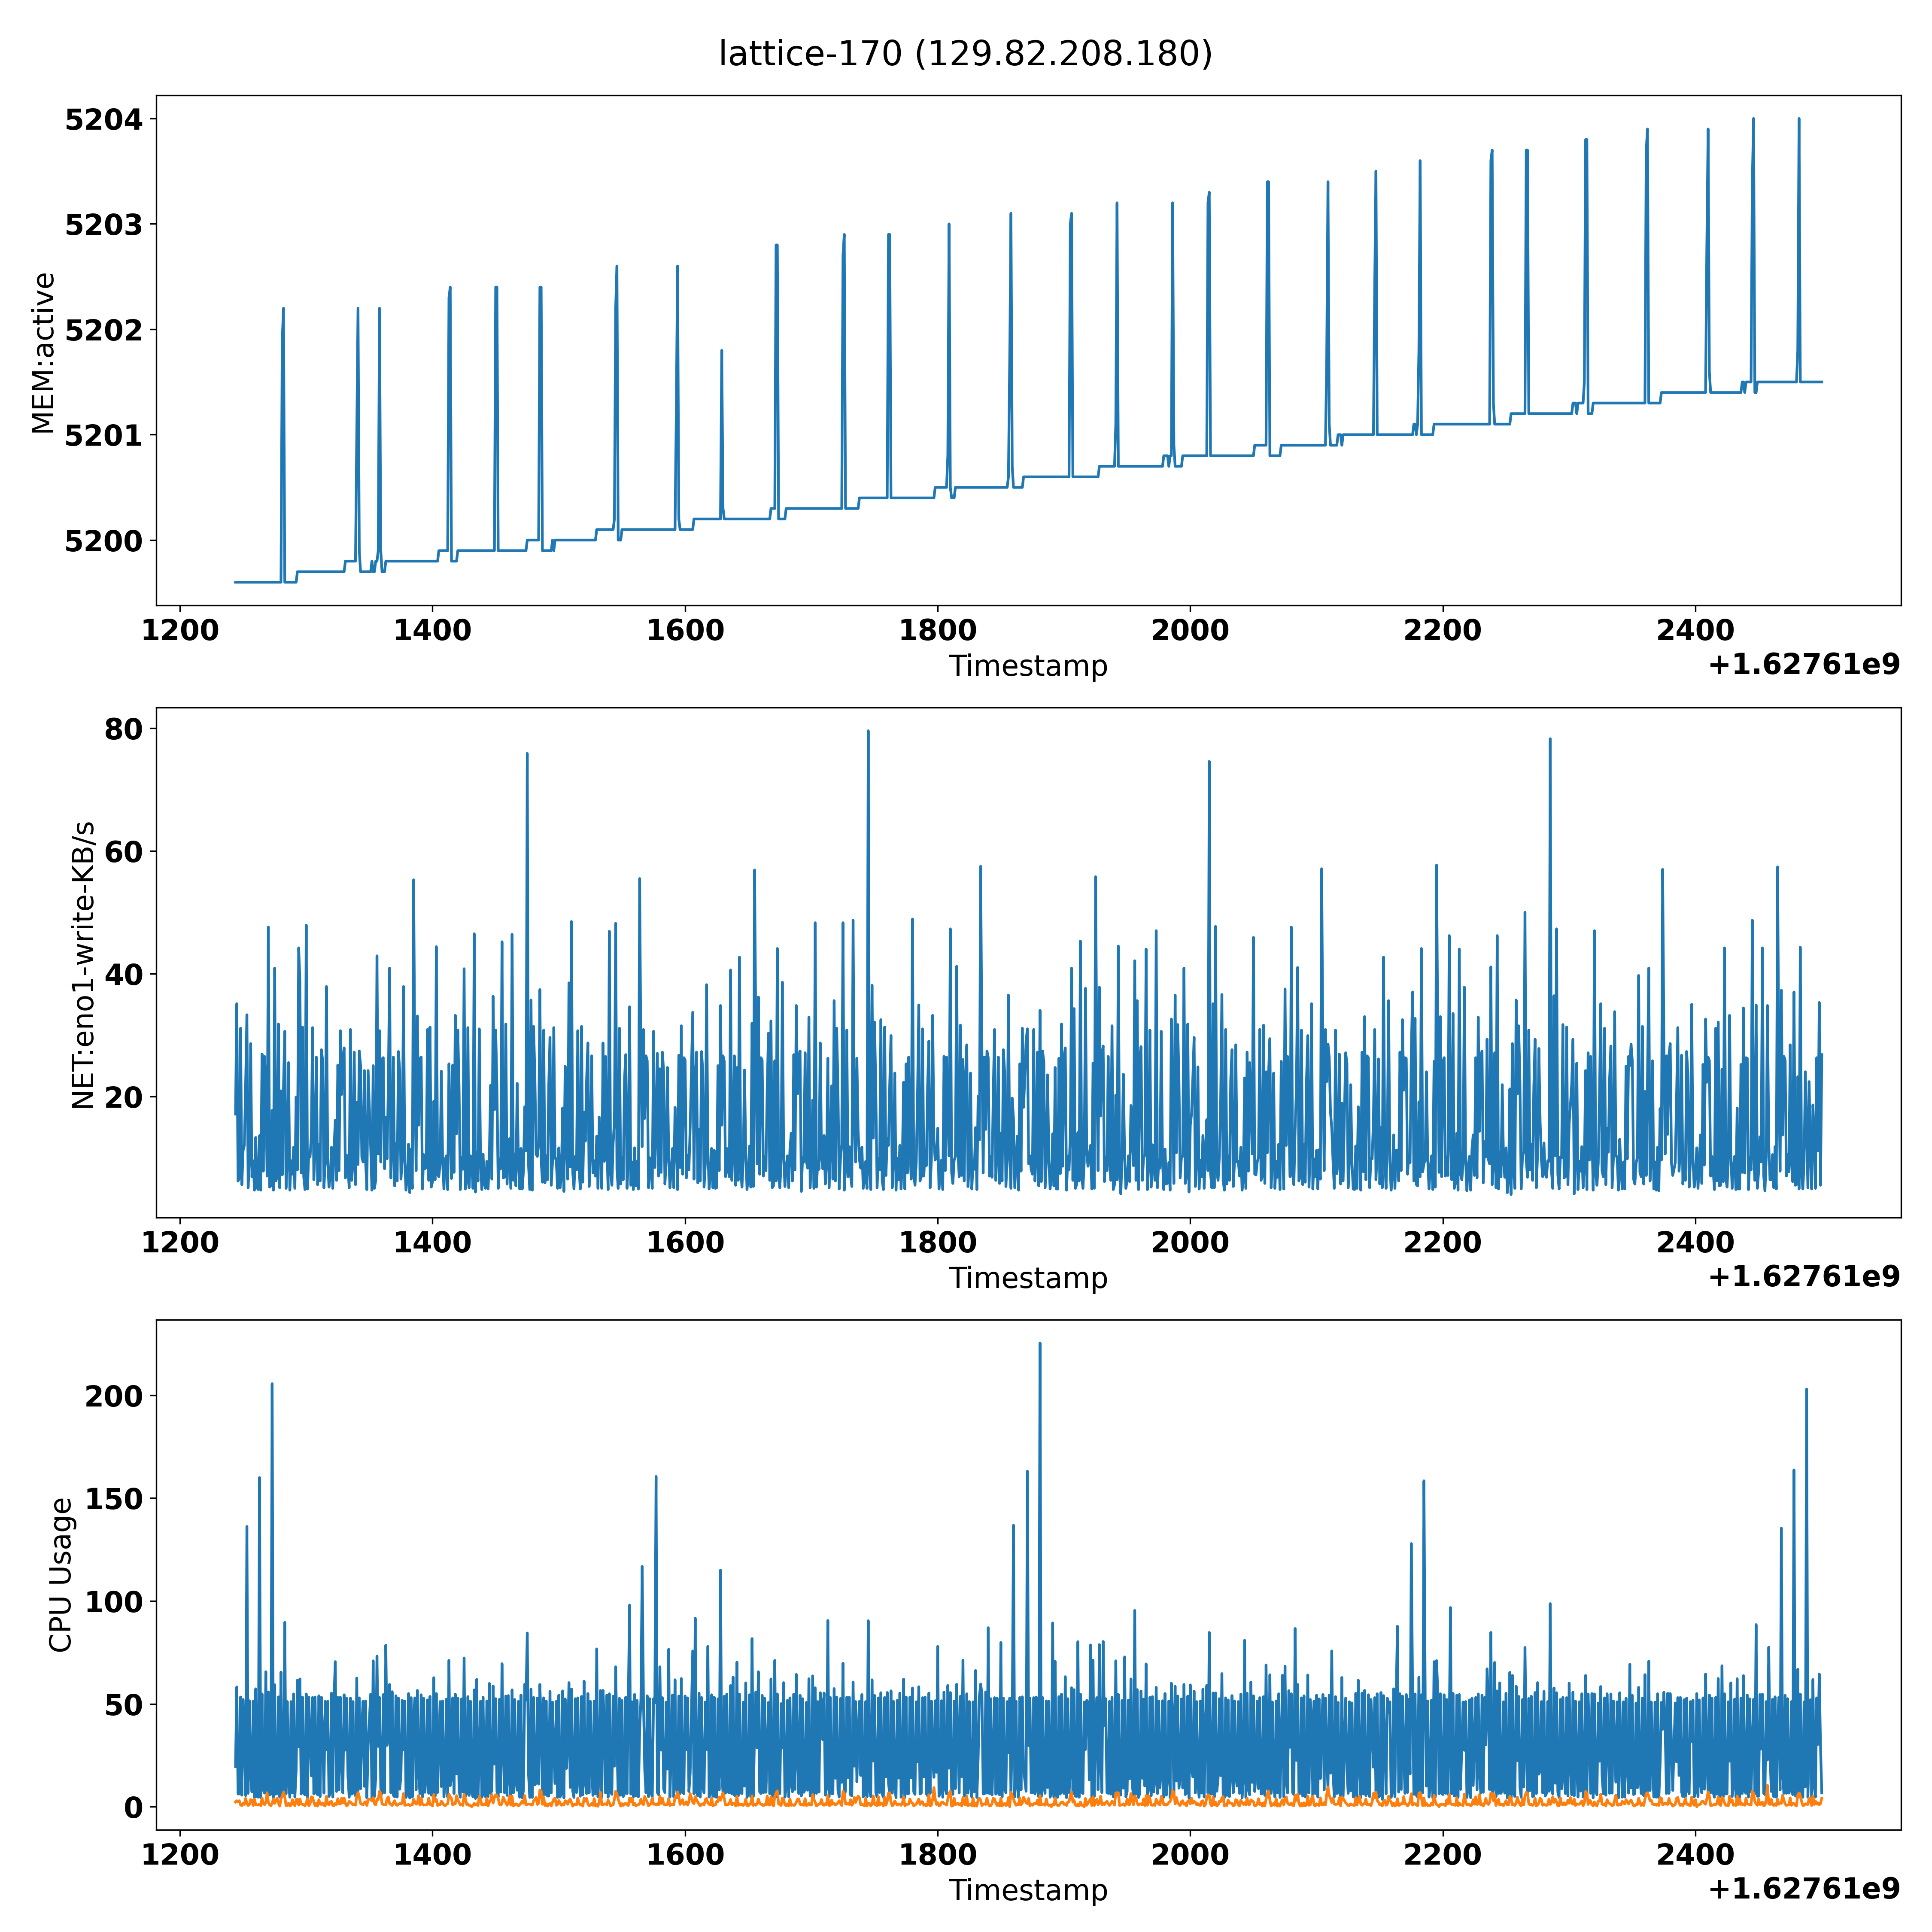 lattice-170 (129.82.208.180)
MEM:active
5204
5203
5202
5201
5200
1200 1400 1600 1800 2000 2200 2400
Timestamp
+1.62761e9
NET:eno1-write-KB/s
80
60
40
20
1200 1400 1600 1800 2000 2200 2400
Timestamp
+1.62761e9
CPU Usage
200
150
100
50
0
1200 1400 1600 1800 2000 2200 2400
Timestamp
+1.62761e9